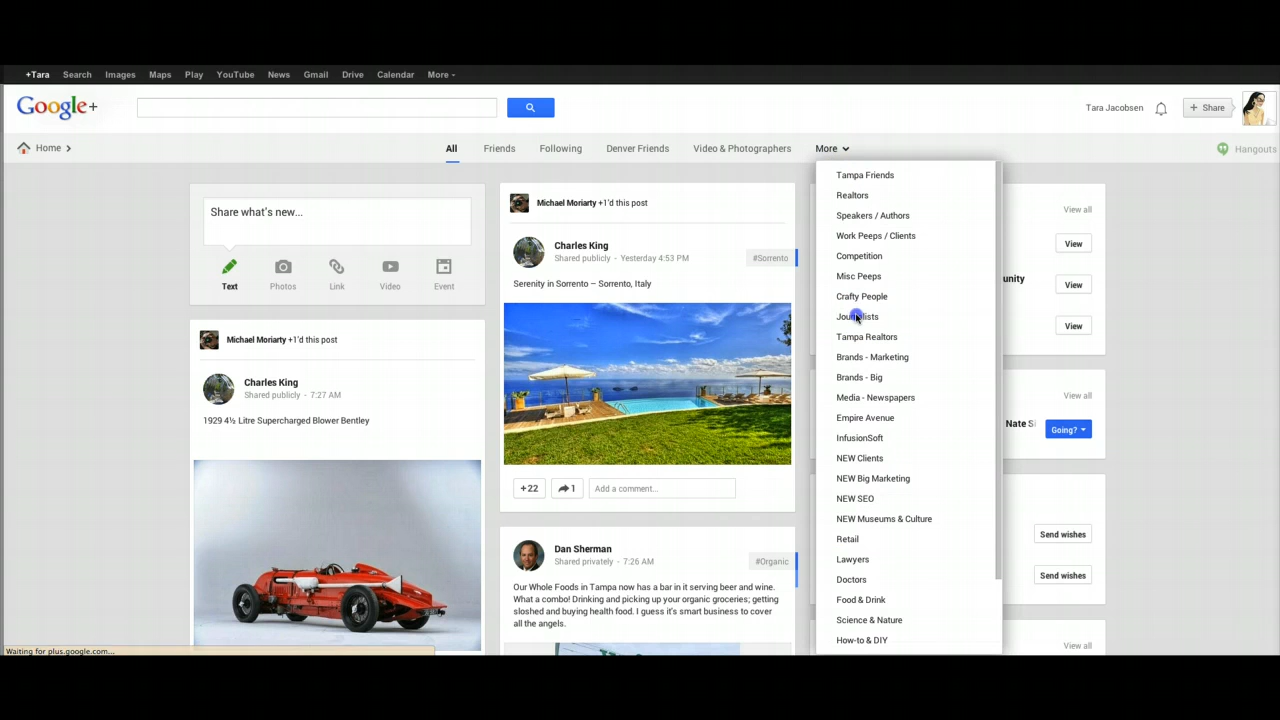 +Tara Search Images Maps Play YouTube News Gmail Drive Calendar More
Google+
Tara Jacobsen
+ Share
Home
All Friends Following Denver Friends Video & Photographers More
Hangouts
Share what's new...
Text Photos Link Video Event
Michael Moriarty +1'd this post
Charles King
Shared publicly - 7:27 AM
1929 4½ Litre Supercharged Blower Bentley
Michael Moriarty +1'd this post
Charles King
Shared publicly - Yesterday 4:53 PM
#Sorrento
Serenity in Sorrento – Sorrento, Italy
+22
1
Add a comment...
Dan Sherman
Shared privately - 7:26 AM
#Organic
Our Whole Foods in Tampa now has a bar in it serving beer and wine.
What a combo! Drinking and picking up your organic groceries; getting
sloshed and buying health food. I guess it's smart business to cover
all the angels.
Tampa Friends
Realtors
Speakers / Authors
Work Peeps / Clients
Competition
Misc Peeps
Crafty People
Journalists
Tampa Realtors
Brands - Marketing
Brands - Big
Media - Newspapers
Empire Avenue
InfusionSoft
NEW Clients
NEW Big Marketing
NEW SEO
NEW Museums & Culture
Retail
Lawyers
Doctors
Food & Drink
Science & Nature
How-to & DIY
View all
View
View
View
View all
Nate
Going?
Send wishes
Send wishes
View all
Waiting for plus.google.com...